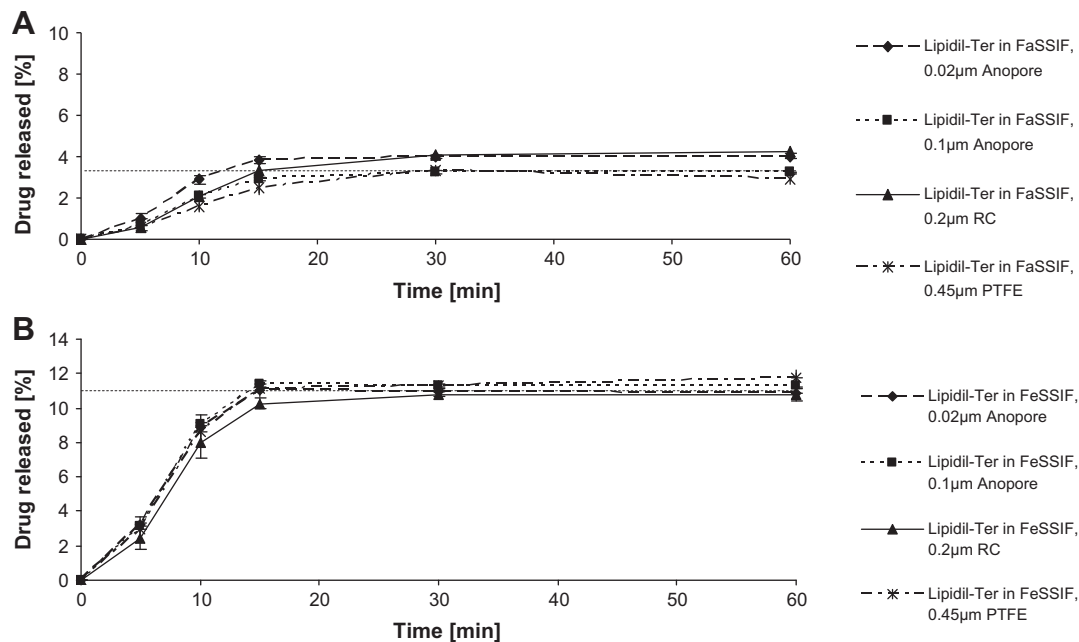 A
10
8
6
4
2
0
Drug released [%]
0 10 20 30 40 50 60
Time [min]
Lipidil-Ter in FaSSIF,
0.02µm Anopore
Lipidil-Ter in FaSSIF,
0.1µm Anopore
Lipidil-Ter in FaSSIF,
0.2µm RC
Lipidil-Ter in FaSSIF,
0.45µm PTFE
B
14
12
10
8
6
4
2
0
Drug released [%]
0 10 20 30 40 50 60
Time [min]
Lipidil-Ter in FeSSIF,
0.02µm Anopore
Lipidil-Ter in FeSSIF,
0.1µm Anopore
Lipidil-Ter in FeSSIF,
0.2µm RC
Lipidil-Ter in FeSSIF,
0.45µm PTFE